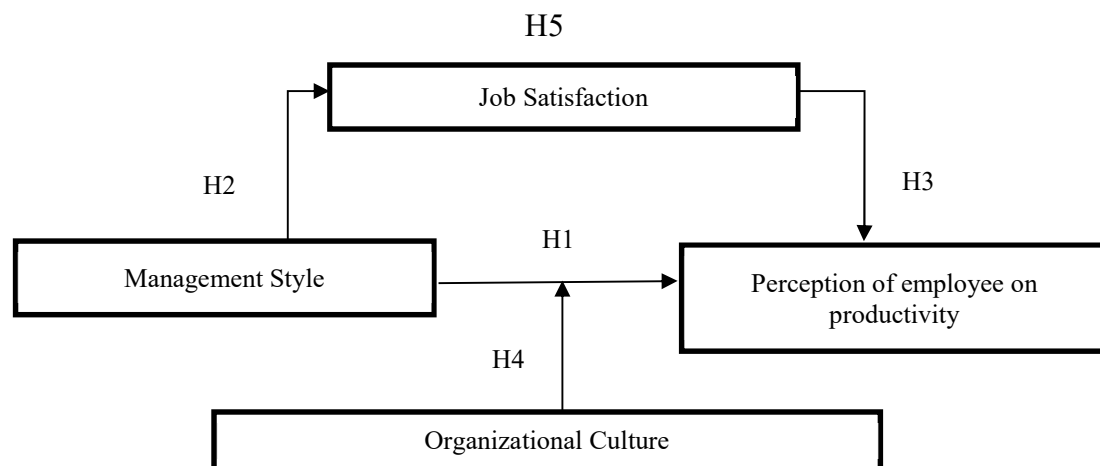 H5
Job Satisfaction
H2
H3
H1
Management Style
Perception of employee on
productivity
H4
Organizational Culture